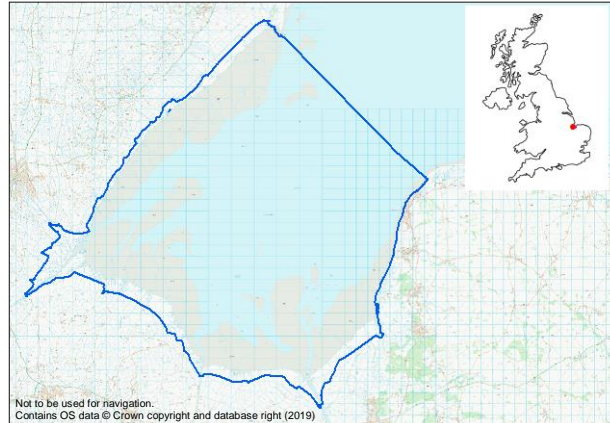 Not to be used for navigation.
Contains OS data © Crown copyright and database right (2019)